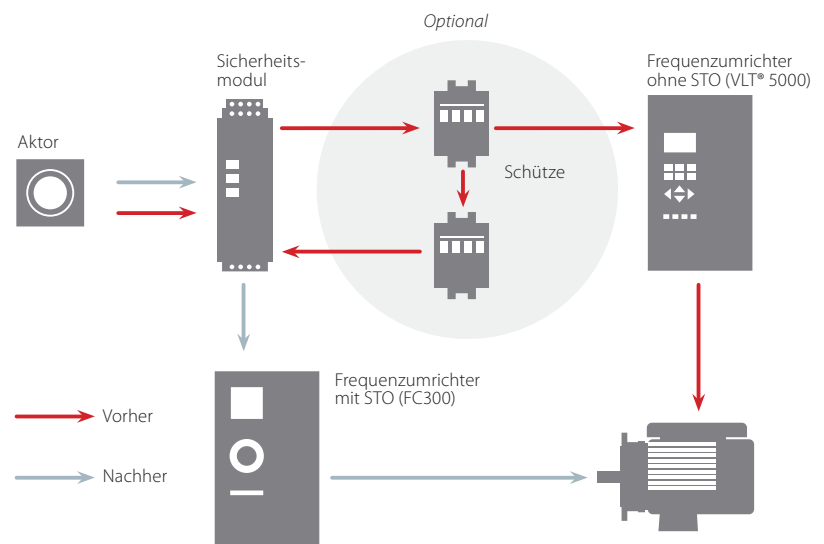 Optional
Sicherheits-
modul
Frequenzumrichter
ohne STO (VLT® 5000)
Aktor
Schütze
Frequenzumrichter
mit STO (FC300)
Vorher
Nachher